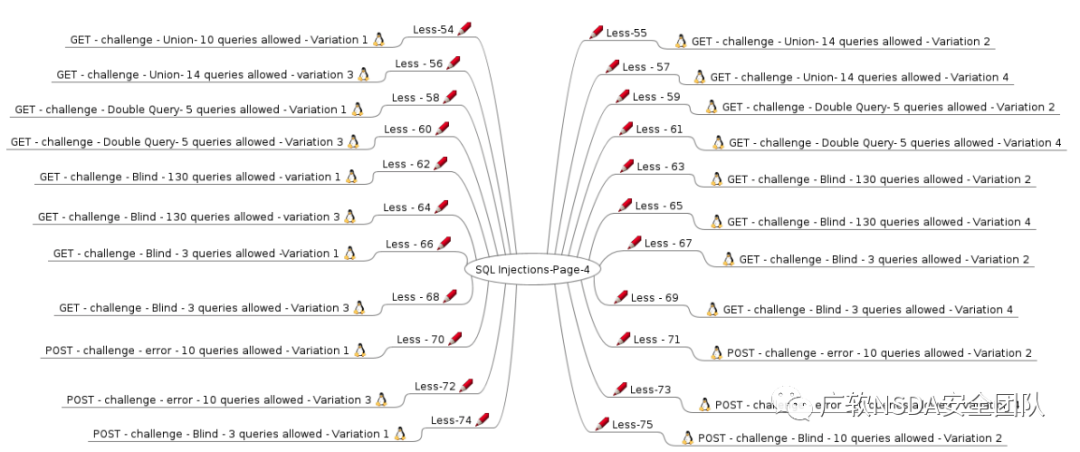 Less-54
GET - challenge - Union- 10 queries allowed - Variation 1
Less - 56
GET - challenge - Union- 14 queries allowed - variation 3
Less - 58
GET - challenge - Double Query- 5 queries allowed - Variation 1
Less - 60
GET - challenge - Double Query- 5 queries allowed - Variation 3
Less - 62
GET - challenge - Blind - 130 queries allowed - variation 1
Less - 64
GET - challenge - Blind - 130 queries allowed - variation 3
Less - 66
GET - challenge - Blind - 3 queries allowed -Variation 1
Less - 68
GET - challenge - Blind - 3 queries allowed - Variation 3
Less - 70
POST - challenge - error - 10 queries allowed - Variation 1
Less-72
POST - challenge - error - 10 queries allowed - Variation 3
Less-74
POST - challenge - Blind - 3 queries allowed - Variation 1
SQL Injections-Page-4
Less-55
GET - challenge - Union- 14 queries allowed - Variation 2
Less - 57
GET - challenge - Union- 14 queries allowed - Variation 4
Less - 59
GET - challenge - Double Query- 5 queries allowed - Variation 2
Less - 61
GET - challenge - Double Query- 5 queries allowed - Variation 4
Less - 63
GET - challenge - Blind - 130 queries allowed - Variation 2
Less - 65
GET - challenge - Blind - 130 queries allowed - Variation 4
Less - 67
GET - challenge - Blind - 3 queries allowed - Variation 2
Less - 69
GET - challenge - Blind - 3 queries allowed - Variation 4
Less - 71
POST - challenge - error - 10 queries allowed - Variation 2
Less-73
POST - error - 4
Less-75
POST - challenge - Blind - 10 queries allowed - Variation 2
广软NSDA安全团队